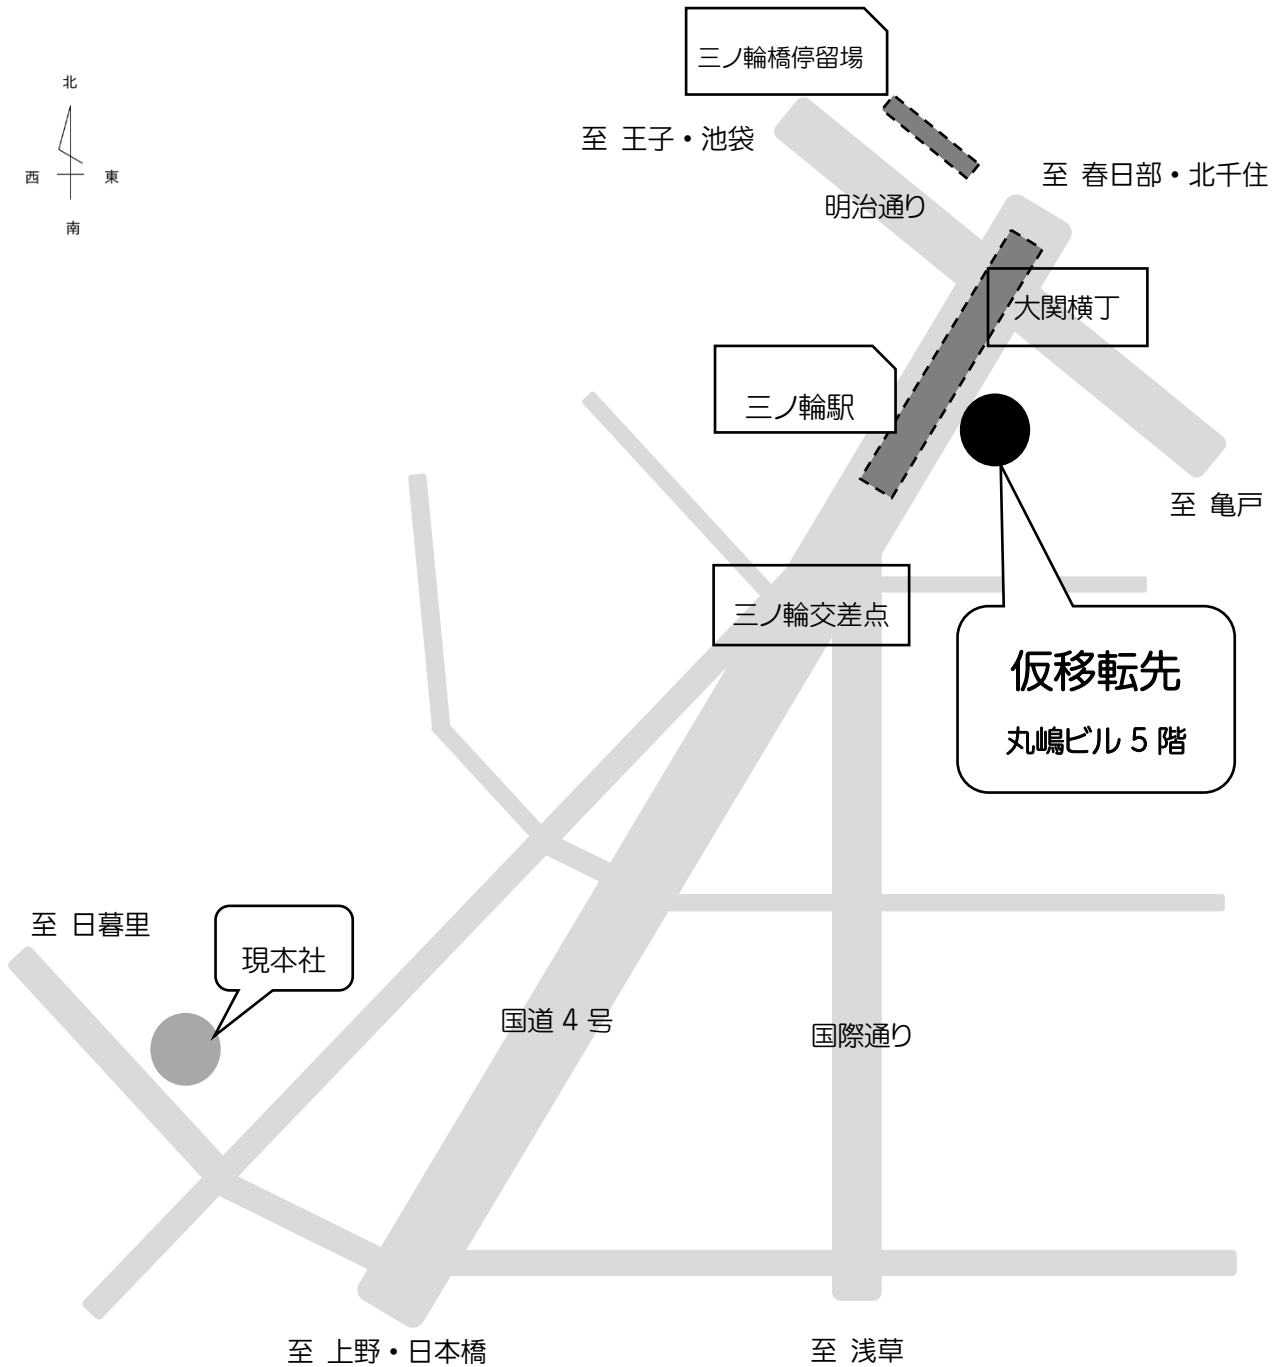 三ノ輪橋停留場
北
至 王子・池袋
西
東
至 春日部・北千住
明治通り
南
大関横丁
三ノ輪駅
至 亀戸
三ノ輪交差点
仮移転先
丸嶋ビル 5 階
至 日暮里
現本社
国道 4 号
国際通り
至 上野・日本橋
至 浅草